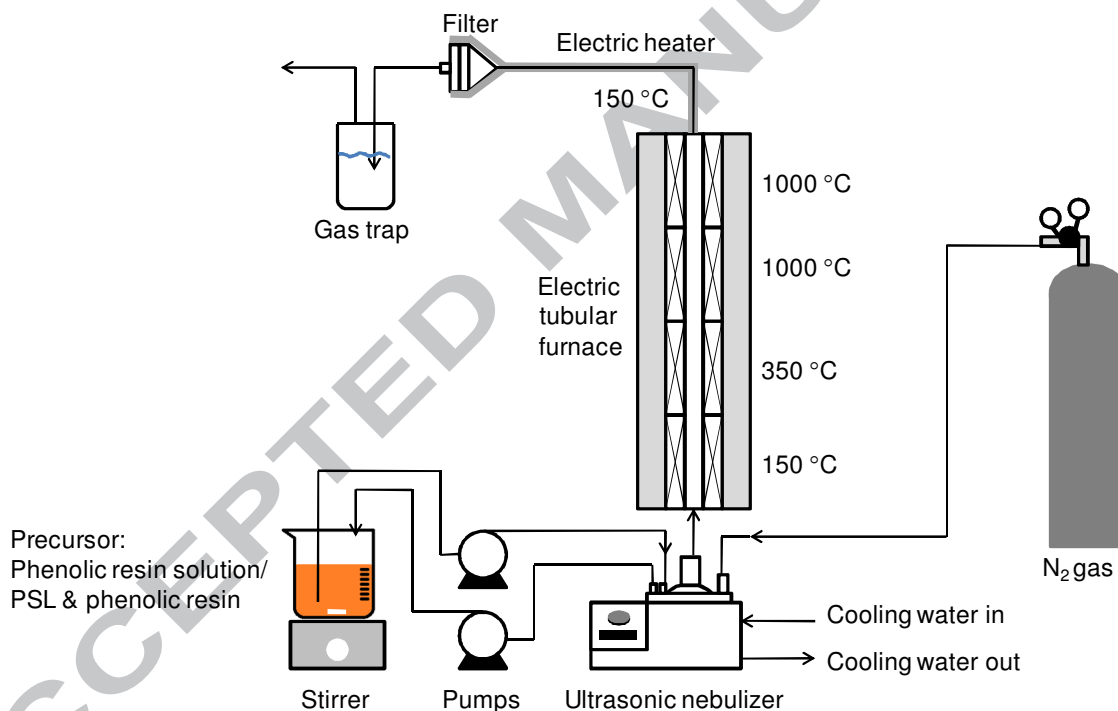 Filter
Electric heater
150 °C
1000 °C
Gas trap
1000 °C
Electric
tubular
furnace
350 °C
150 °C
Precursor:
Phenolic resin solution/
PSL & phenolic resin
N₂ gas
Cooling water in
Cooling water out
Stirrer
Pumps
Ultrasonic nebulizer
CCEPTED MANU